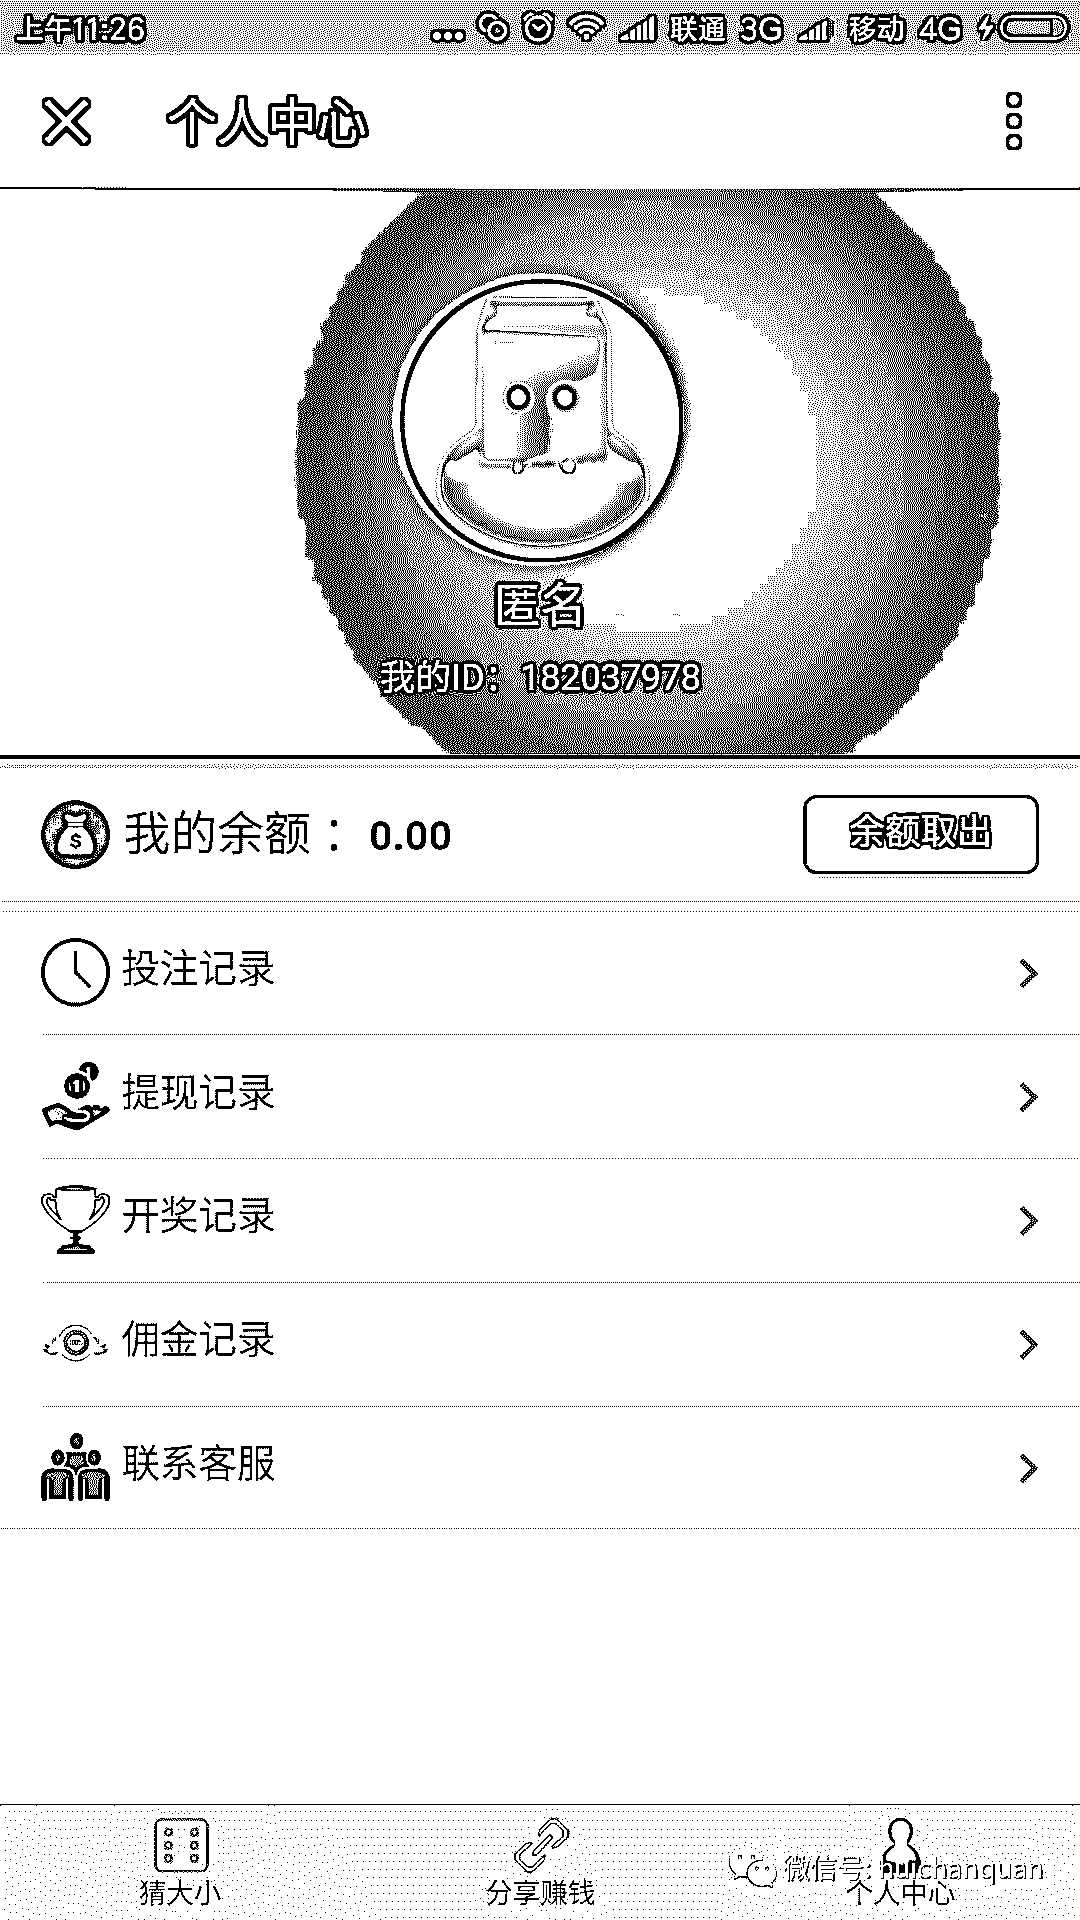 上午11:26 ... 联通 3G 移动 4G
个人中心
匿名
我的ID：182037978
我的余额：0.00 余额取出
投注记录
提现记录
开奖记录
佣金记录
联系客服
猜大小 分享赚钱 个人中心
微信号: huichanquan